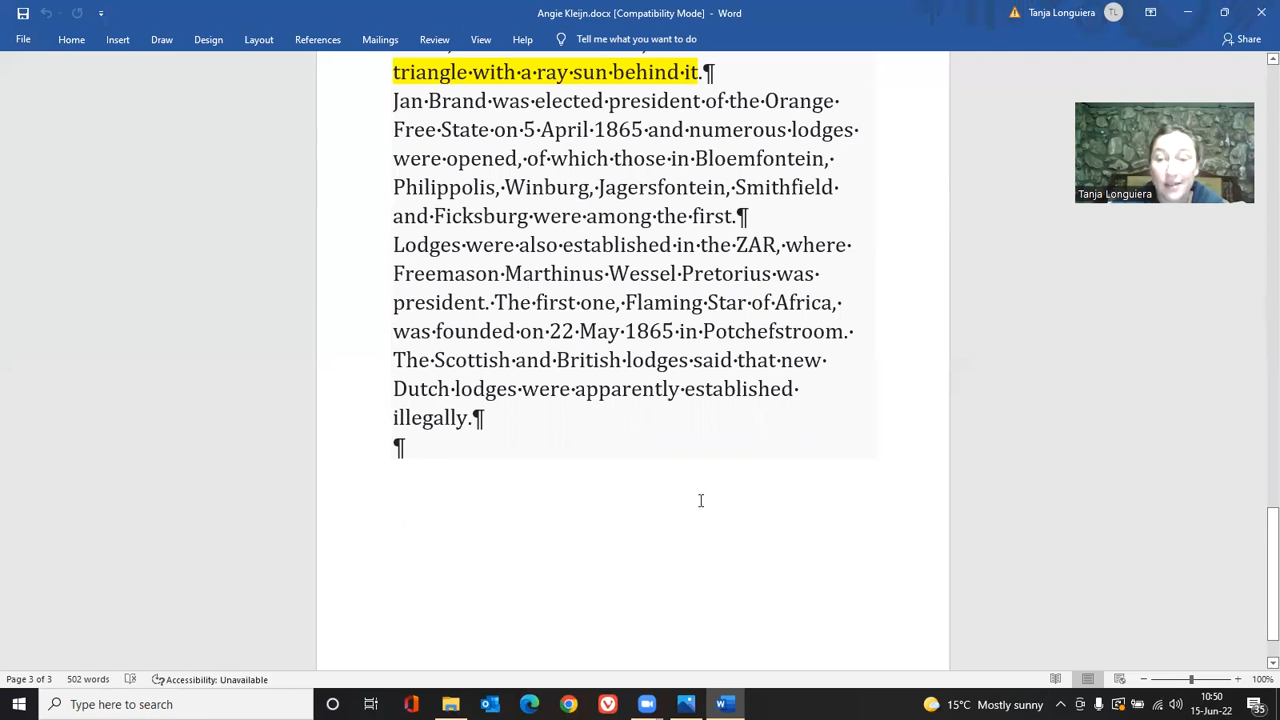 Angie Kleijn.docx [Compatibility Mode] - Word
Tanja Longuiera
TL
File Home Insert Draw Design Layout References Mailings Review View Help Tell me what you want to do
Share
triangle·with·a·ray·sun·behind·it.¶
Jan·Brand·was·elected·president·of·the·Orange·
Free·State·on·5·April·1865·and·numerous·lodges·
were·opened,·of·which·those·in·Bloemfontein,·
Philippolis,·Winburg,·Jagersfontein,·Smithfield·
and·Ficksburg·were·among·the·first.¶
Lodges·were·also·established·in·the·ZAR,·where·
Freemason·Marthinus·Wessel·Pretorius·was·
president.·The·first·one,·Flaming·Star·of·Africa,·
was·founded·on·22·May·1865·in·Potchefstroom.·
The·Scottish·and·British·lodges·said·that·new·
Dutch·lodges·were·apparently·established·
illegally.¶
¶
Tanja Longuiera
Page 3 of 3 502 words Accessibility: Unavailable 100%
Type here to search
15°C Mostly sunny
10:50
15-Jun-22
35